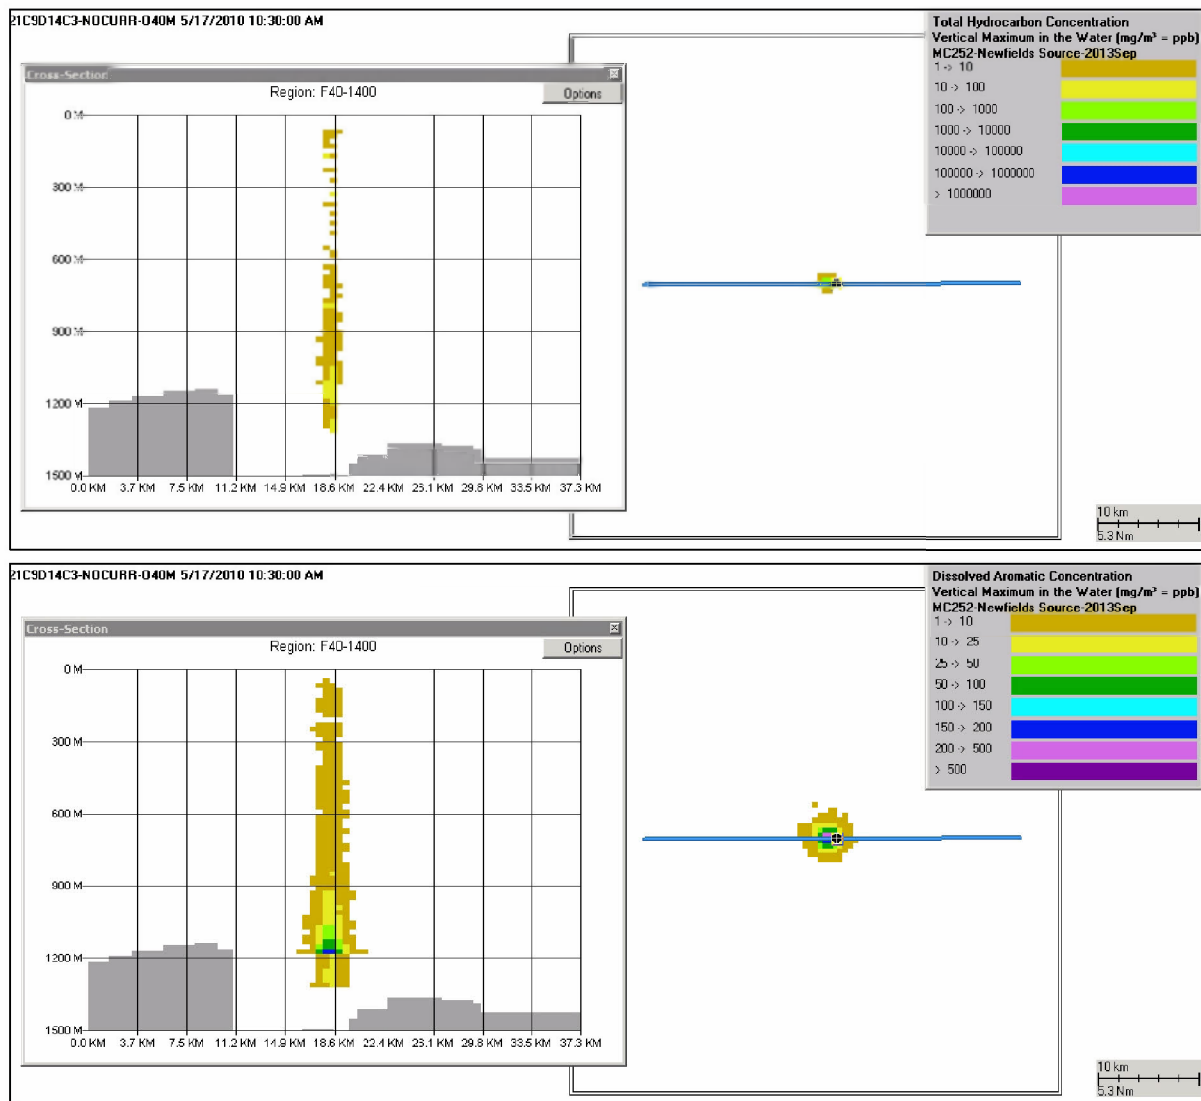 21C9D14C3-NOCURR-O40M 5/17/2010 10:30:00 AM
Total Hydrocarbon Concentration
Vertical Maximum in the Water (mg/m³ = ppb)
MC252-Newfields Source-2013Sep
1 -> 10
10 -> 100
100 -> 1000
1000 -> 10000
10000 -> 100000
100000 -> 1000000
> 1000000
Cross-Section
Region: F40-1400
Options
0 M
300 M
600 M
900 M
1200 M
1500 M
0.0 KM 3.7 KM 7.5 KM 11.2 KM 14.9 KM 18.6 KM 22.4 KM 26.1 KM 29.8 KM 33.5 KM 37.3 KM
10 km
5.3 Nm
21C9D14C3-NOCURR-O40M 5/17/2010 10:30:00 AM
Dissolved Aromatic Concentration
Vertical Maximum in the Water (mg/m³ = ppb)
MC252-Newfields Source-2013Sep
1 -> 10
10 -> 25
25 -> 50
50 -> 100
100 -> 150
150 -> 200
200 -> 500
> 500
Cross-Section
Region: F40-1400
Options
0 M
300 M
600 M
900 M
1200 M
1500 M
0.0 KM 3.7 KM 7.5 KM 11.2 KM 14.9 KM 18.6 KM 22.4 KM 26.1 KM 29.8 KM 33.5 KM 37.3 KM
10 km
5.3 Nm